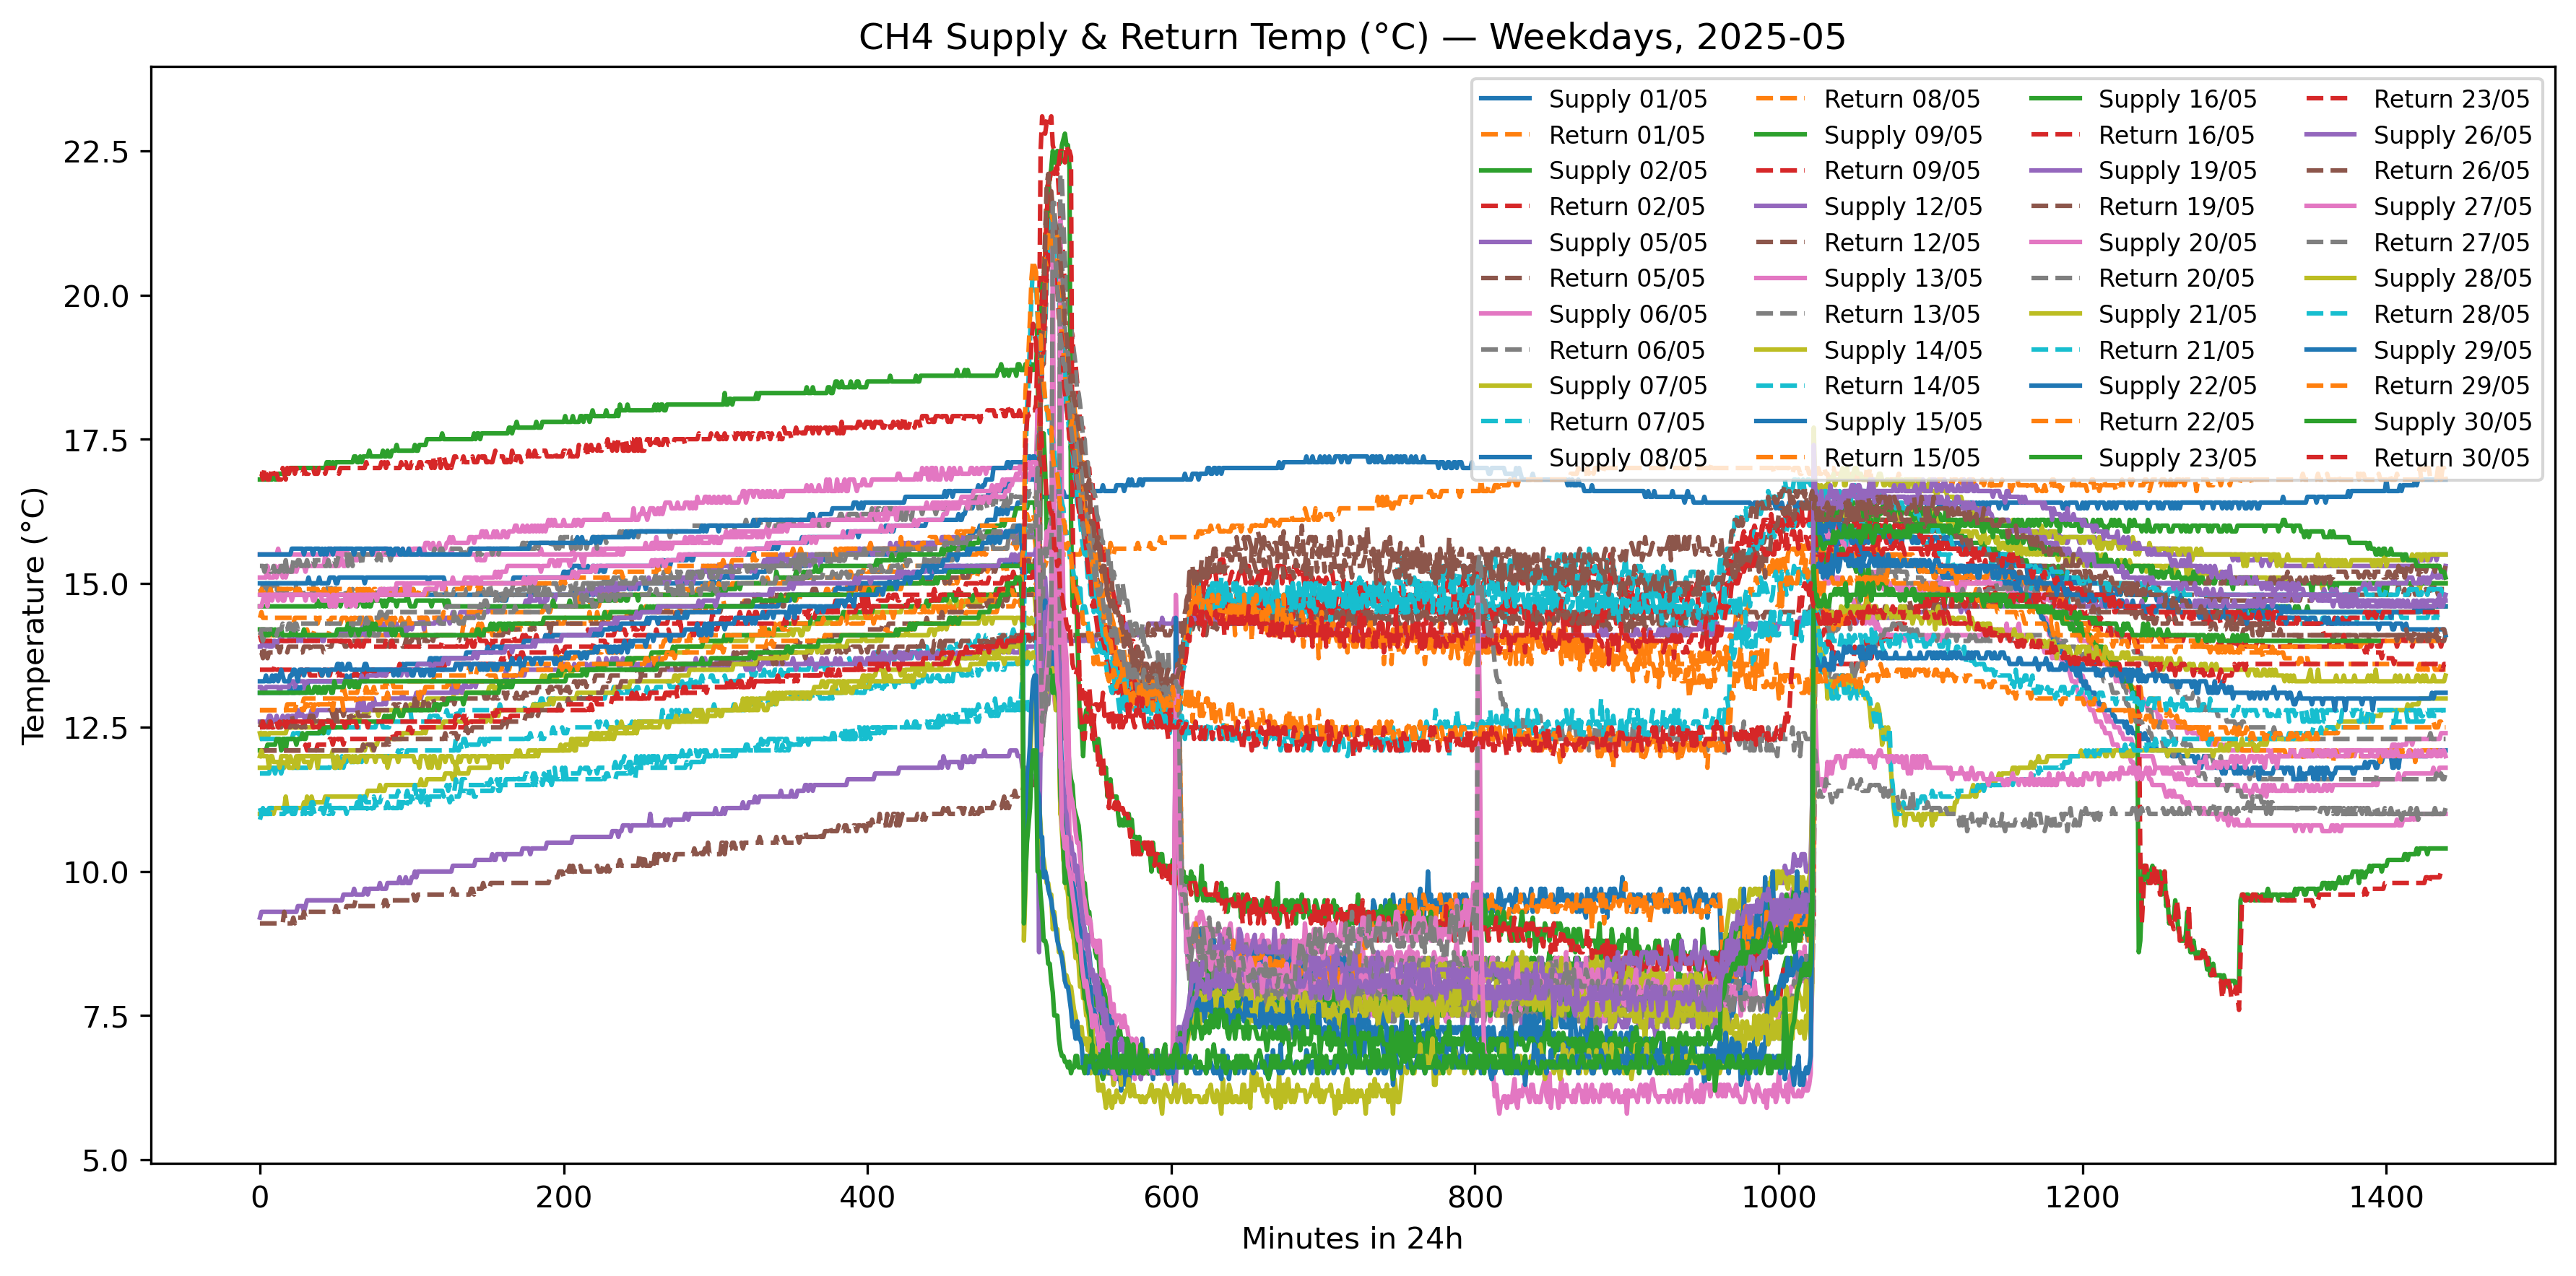 CH4 Supply & Return Temp (°C) — Weekdays, 2025-05
Temperature (°C)
22.5
20.0
17.5
15.0
12.5
10.0
7.5
5.0
Supply 01/05
Return 01/05
Supply 02/05
Return 02/05
Supply 05/05
Return 05/05
Supply 06/05
Return 06/05
Supply 07/05
Return 07/05
Supply 08/05
Return 08/05
Supply 09/05
Return 09/05
Supply 12/05
Return 12/05
Supply 13/05
Return 13/05
Supply 14/05
Return 14/05
Supply 15/05
Return 15/05
Supply 16/05
Return 16/05
Supply 19/05
Return 19/05
Supply 20/05
Return 20/05
Supply 21/05
Return 21/05
Supply 22/05
Return 22/05
Supply 23/05
Return 23/05
Supply 26/05
Return 26/05
Supply 27/05
Return 27/05
Supply 28/05
Return 28/05
Supply 29/05
Return 29/05
Supply 30/05
Return 30/05
0 200 400 600 800 1000 1200 1400
Minutes in 24h